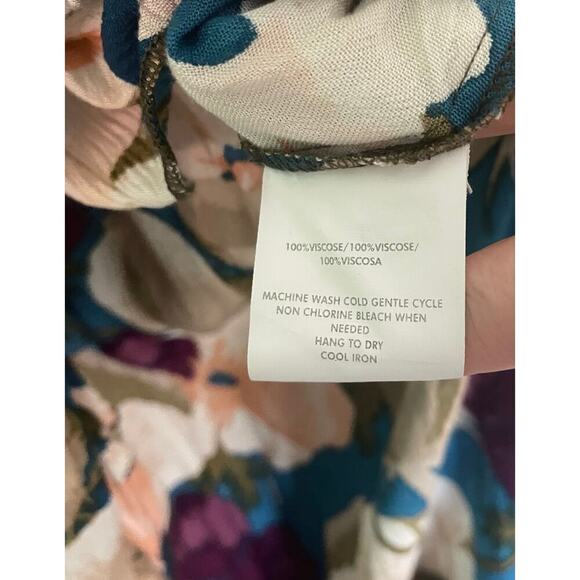 100%VISCOSE/100%VISCOSE/
100%VISCOSA
MACHINE WASH COLD GENTLE CYCLE
NON CHLORINE BLEACH WHEN
NEEDED
HANG TO DRY
COOL IRON